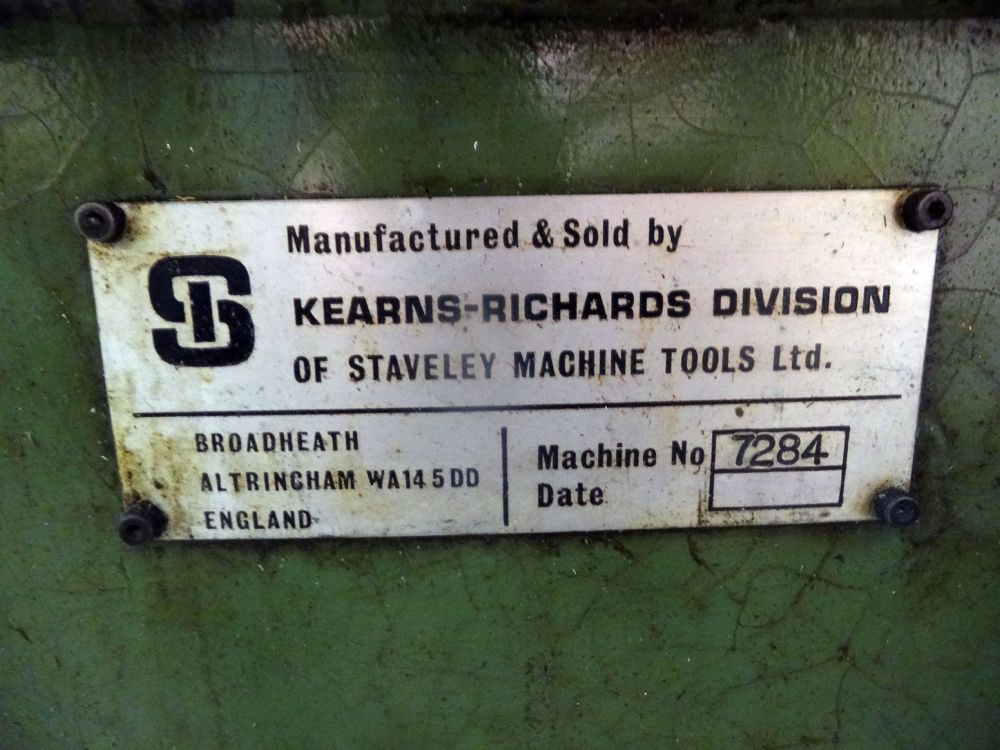 Manufactured & Sold by
KEARNS-RICHARDS DIVISION
OF STAVELEY MACHINE TOOLS Ltd.
BROADHEATH
ALTRINGHAM WA14 5DD
ENGLAND
Machine No 7284
Date